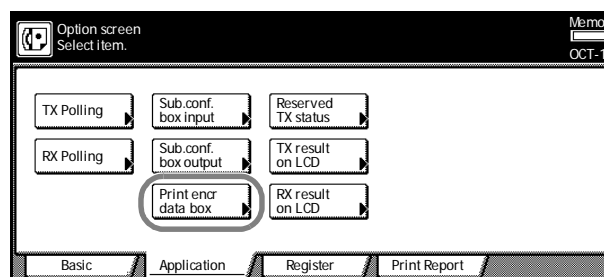 Option screen
Select item.
Memo
OCT-1
TX Polling
Sub.conf.
box input
Reserved
TX status
RX Polling
Sub.conf.
box output
TX result
on LCD
Print encr
data box
RX result
on LCD
Basic
Application
Register
Print Report